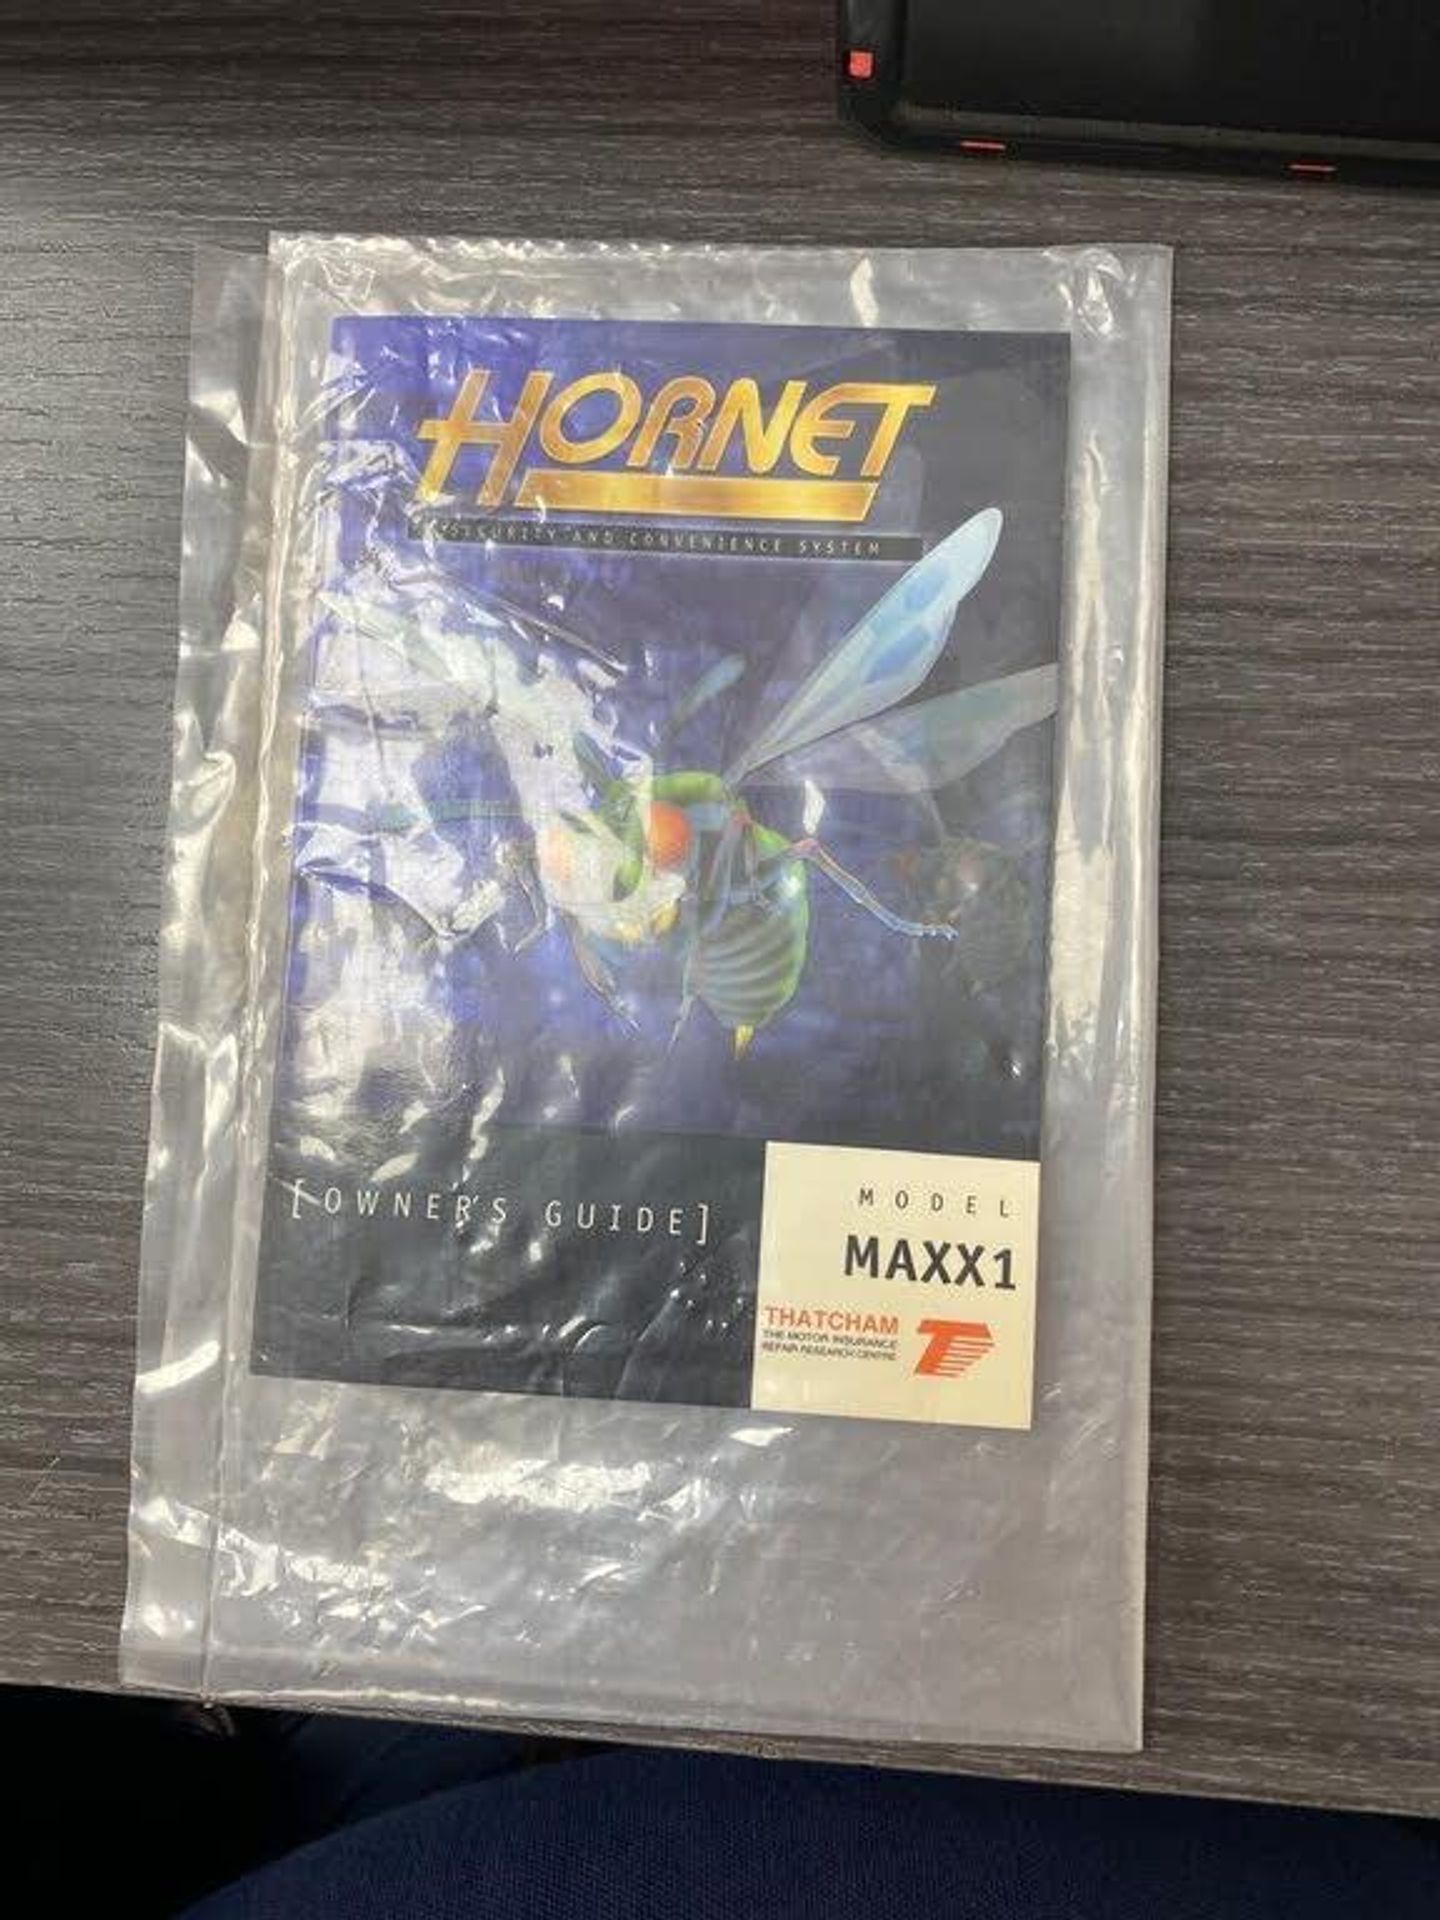 HORNET
SECURITY AND CONVENIENCE SYSTEM
[OWNER'S GUIDE]
MODEL
MAXX1
THATCHAM
THE MOTOR INSURANCE
REPAIR RESEARCH CENTRE